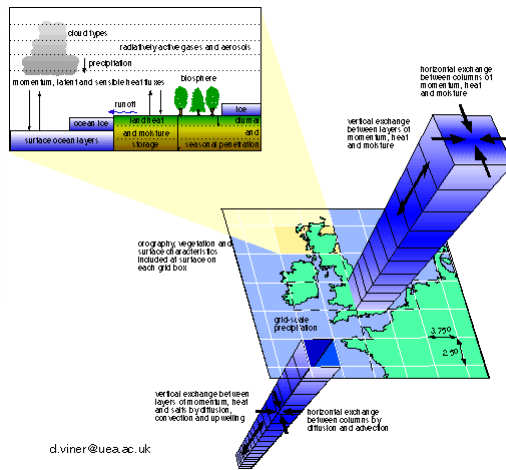 cloud types
radiatively active gases and aerosols
precipitation
momentum, latent and sensible heat fluxes
biosphere
runoff
ice
ocean ice
land heat
diurnal
and moisture
and
surface ocean layers
storage
seasonal penetration
horizontal exchange
between columns of
momentum, heat
and moisture
vertical exchange
between layers of
momentum, heat
and moisture
orography, vegetation and
surface characteristics
included at surface on
each grid box
grid-scale
precipitation
3.75°
2.5°
vertical exchange between
layers of momentum, heat
and salts by diffusion,
convection and upwelling
horizontal exchange
between columns by
diffusion and advection
d.viner@uea.ac.uk